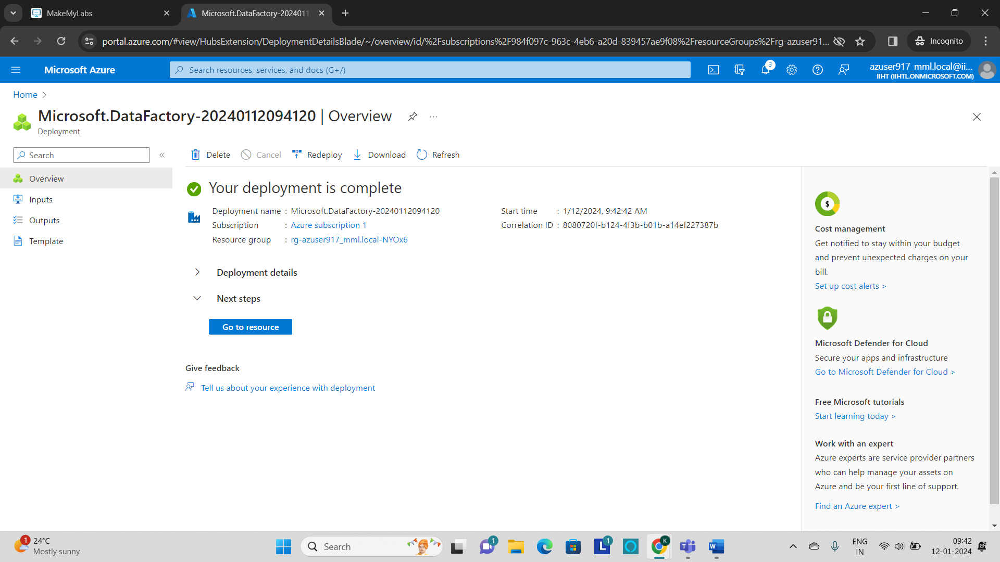 MakeMyLabs
Microsoft.DataFactory-2024011
portal.azure.com/#view/HubsExtension/DeploymentDetailsBlade/~/overview/id/%2Fsubscriptions%2F984f097c-963c-4eb6-a20d-839457ae9f08%2FresourceGroups%2Frg-azuser91...
Incognito
Microsoft Azure
Search resources, services, and docs (G+/)
3
azuser917_mml.local@ii...
IIHT (IIHTL.ONMICROSOFT.COM)
Home
Microsoft.DataFactory-20240112094120 | Overview
Deployment
Search
Delete
Cancel
Redeploy
Download
Refresh
Overview
Inputs
Outputs
Template
Your deployment is complete
Deployment name : Microsoft.DataFactory-20240112094120
Subscription : Azure subscription 1
Resource group : rg-azuser917_mml.local-NYOx6
Start time : 1/12/2024, 9:42:42 AM
Correlation ID : 8080720f-b124-4f3b-b01b-a14ef227387b
Deployment details
Next steps
Go to resource
Give feedback
Tell us about your experience with deployment
$
Cost management
Get notified to stay within your budget
and prevent unexpected charges on your
bill.
Set up cost alerts >
Microsoft Defender for Cloud
Secure your apps and infrastructure
Go to Microsoft Defender for Cloud >
Free Microsoft tutorials
Start learning today >
Work with an expert
Azure experts are service provider partners
who can help manage your assets on
Azure and be your first line of support.
Find an Azure expert >
1
24°C
Mostly sunny
Search
1
L
1
K
T
W
ENG
IN
09:42
12-01-2024